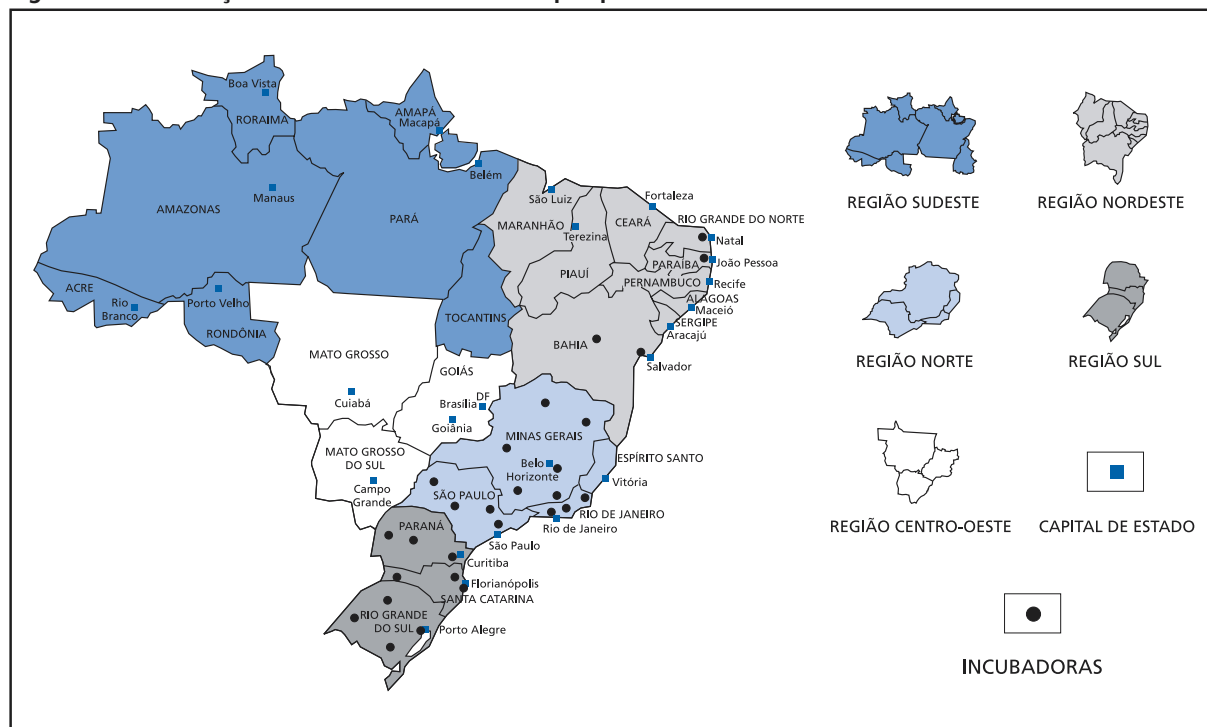 Boa Vista
RORAIMA
AMAPÁ
Macapá
Belém
AMAZONAS
Manaus
PARÁ
São Luiz
Fortaleza
MARANHÃO
Terezina
CEARÁ
RIO GRANDE DO NORTE
Natal
PARAÍBA
João Pessoa
PIAUÍ
PERNAMBUCO
Recife
ALAGOAS
Maceió
SERGIPE
Aracajú
ACRE
Rio
Branco
Porto Velho
RONDÔNIA
TOCANTINS
BAHIA
Salvador
MATO GROSSO
Cuiabá
GOIÁS
DF
Brasília
Goiânia
MINAS GERAIS
Belo
Horizonte
ESPÍRITO SANTO
Vitória
MATO GROSSO
DO SUL
Campo
Grande
SÃO PAULO
RIO DE JANEIRO
Rio de Janeiro
São Paulo
PARANÁ
Curitiba
Florianópolis
SANTA CATARINA
RIO GRANDE
DO SUL
Porto Alegre
REGIÃO SUDESTE
REGIÃO NORDESTE
REGIÃO NORTE
REGIÃO SUL
REGIÃO CENTRO-OESTE
CAPITAL DE ESTADO
INCUBADORAS